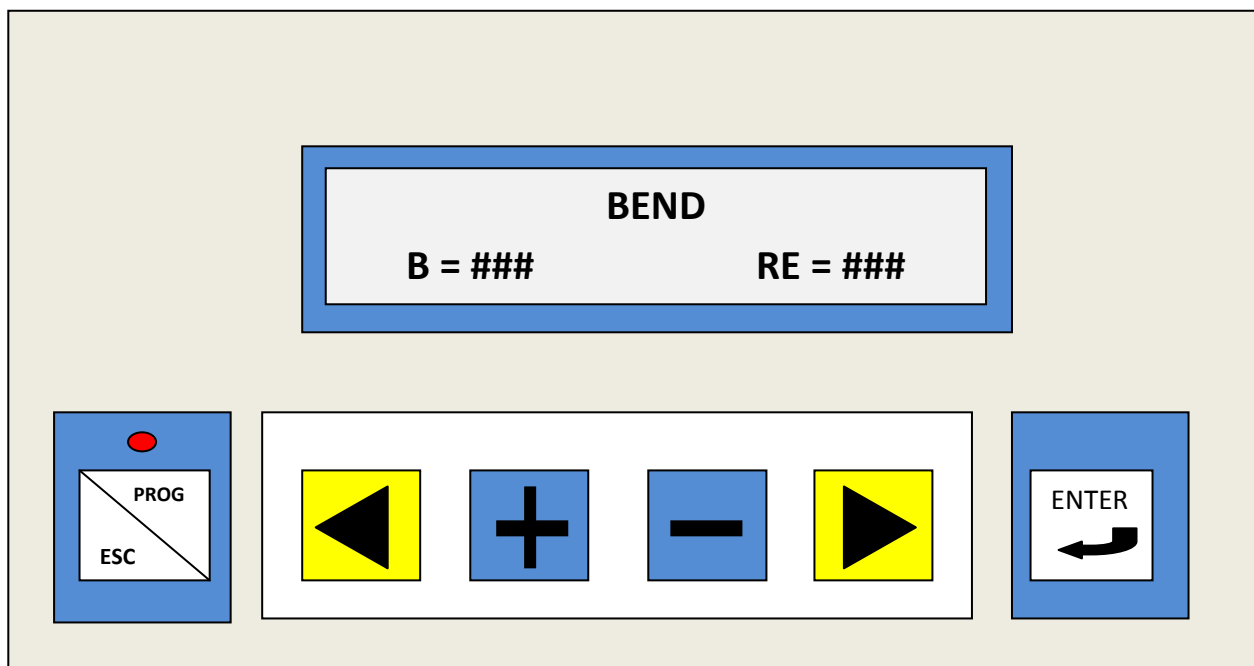 BEND
B = ### RE = ###
PROG
ESC
ENTER